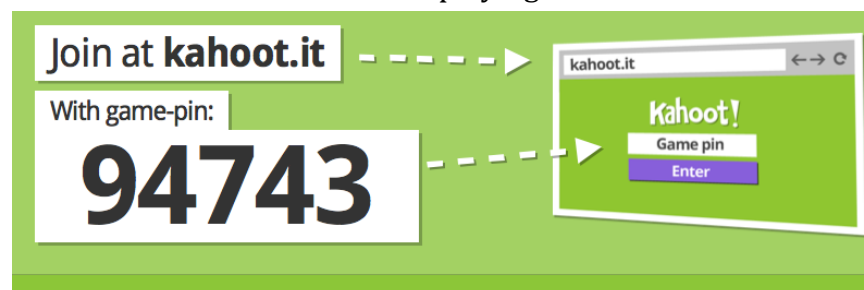 Join at kahoot.it
With game-pin:
94743
kahoot.it
Kahoot!
Game pin
Enter